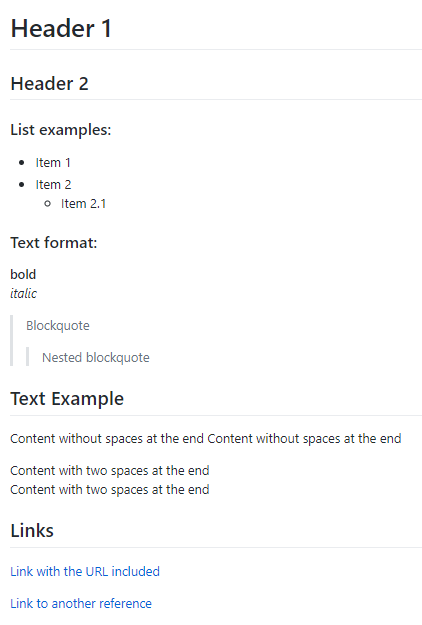 Header 1
Header 2
List examples:
Item 1
Item 2
Item 2.1
Text format:
bold
italic
Blockquote
Nested blockquote
Text Example
Content without spaces at the end Content without spaces at the end
Content with two spaces at the end
Content with two spaces at the end
Links
Link with the URL included
Link to another reference